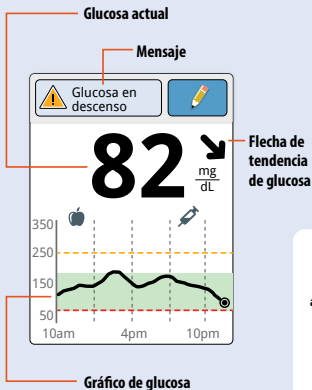 Glucosa actual
Mensaje
Glucosa en
descenso
82
mg
dL
Flecha de
tendencia
de glucosa
350
250
150
50
10am
4pm
10pm
a
Gráfico de glucosa